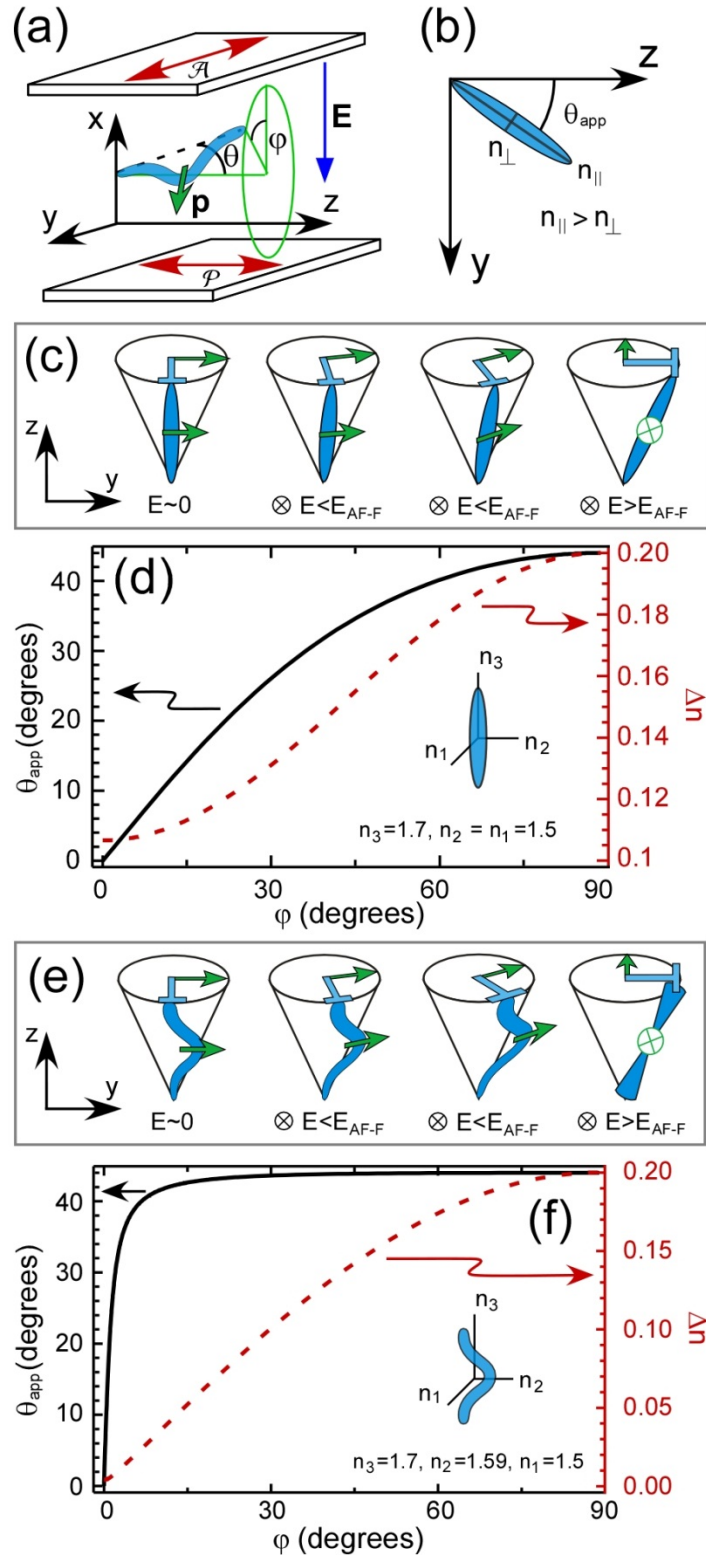 (a)
𝒜
x
θ
φ
E
p
y
z
𝒫
(b)
z
θapp
n⊥
n||
n|| > n⊥
y
(c)
z
y
E~0
⊗ E<EAF-F
⊗ E<EAF-F
⊗ E>EAF-F
(d)
θapp (degrees)
40
30
20
10
0
0.20
0.18
0.16
0.14
0.12
0.1
Δn
n3
n1
n2
n3=1.7, n2 = n1=1.5
0
30
60
90
φ (degrees)
(e)
z
y
E~0
⊗ E<EAF-F
⊗ E<EAF-F
⊗ E>EAF-F
(f)
θapp (degrees)
40
30
20
10
0
0.20
0.15
0.10
0.05
0.00
Δn
n3
n1
n2
n3=1.7, n2=1.59, n1=1.5
0
30
60
90
φ (degrees)